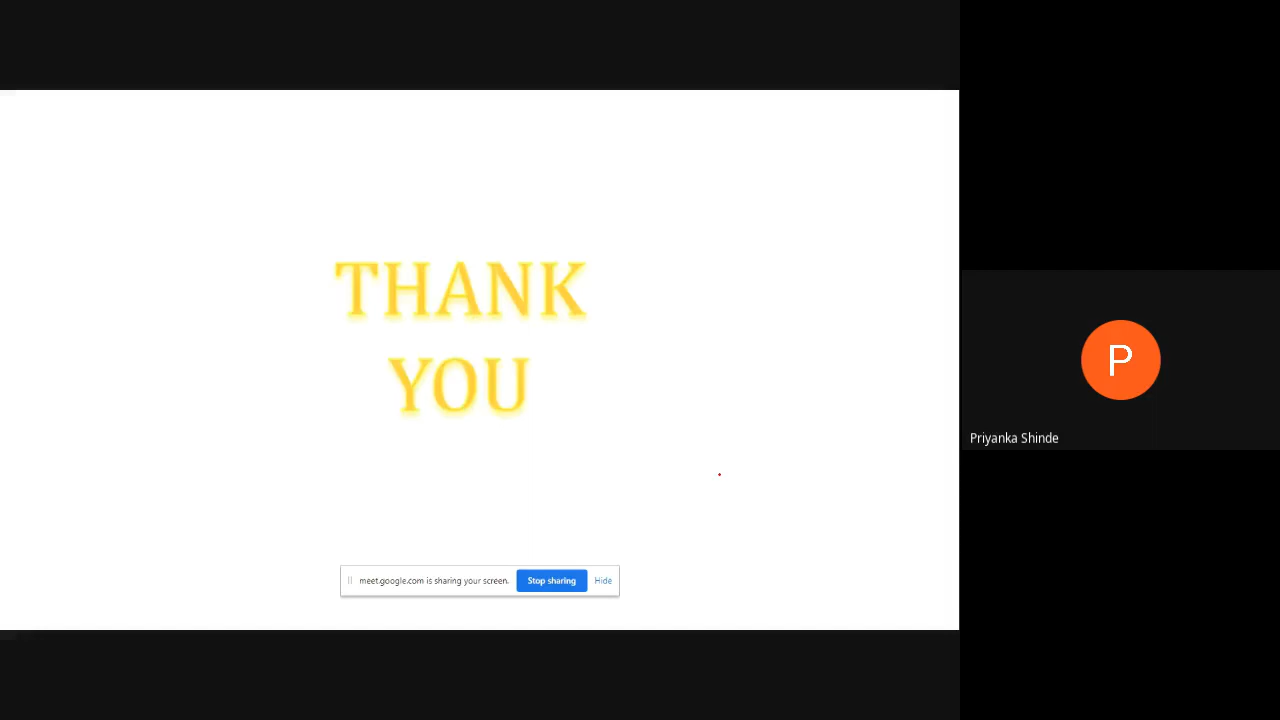 THANK
YOU
P
Priyanka Shinde
meet.google.com is sharing your screen. Stop sharing Hide